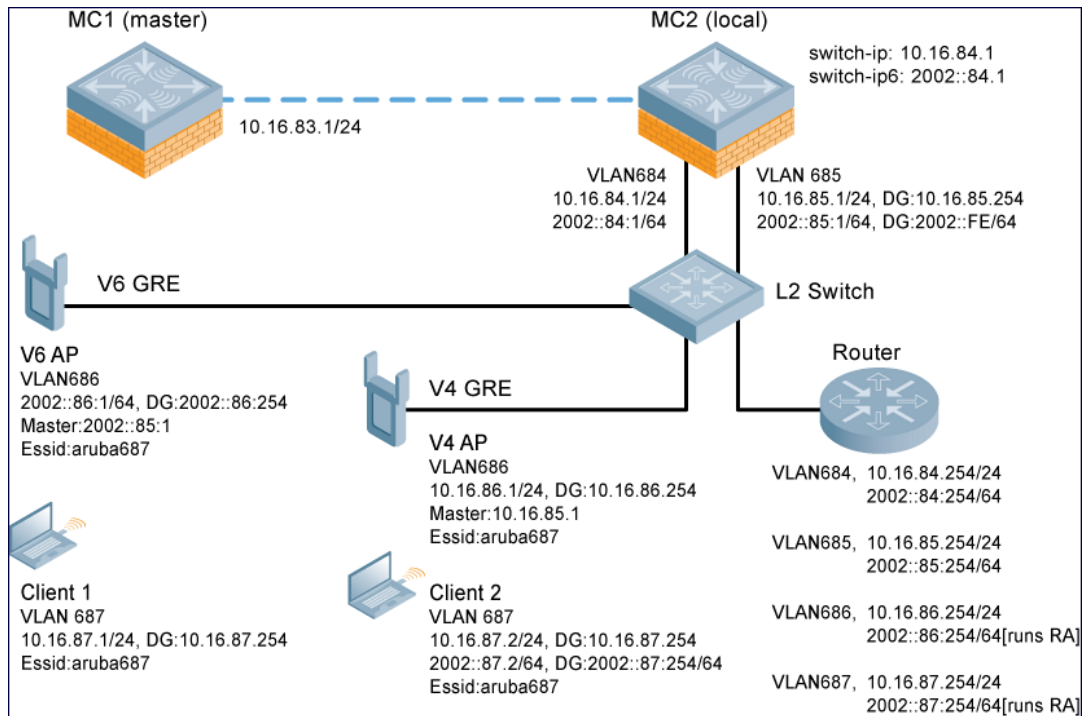 MC1 (master)
MC2 (local)
switch-ip: 10.16.84.1
switch-ip6: 2002::84.1
10.16.83.1/24
VLAN684
10.16.84.1/24
2002::84:1/64
VLAN 685
10.16.85.1/24, DG:10.16.85.254
2002::85:1/64, DG:2002::FE/64
V6 GRE
L2 Switch
V6 AP
VLAN686
2002::86:1/64, DG:2002::86:254
Master:2002::85:1
Essid:aruba687
V4 GRE
V4 AP
VLAN686
10.16.86.1/24, DG:10.16.86.254
Master:10.16.85.1
Essid:aruba687
Router
VLAN684, 10.16.84.254/24
2002::84:254/64
VLAN685, 10.16.85.254/24
2002::85:254/64
VLAN686, 10.16.86.254/24
2002::86:254/64[runs RA]
VLAN687, 10.16.87.254/24
2002::87:254/64[runs RA]
Client 1
VLAN 687
10.16.87.1/24, DG:10.16.87.254
Essid:aruba687
Client 2
VLAN 687
10.16.87.2/24, DG:10.16.87.254
2002::87.2/64, DG:2002::87:254/64
Essid:aruba687